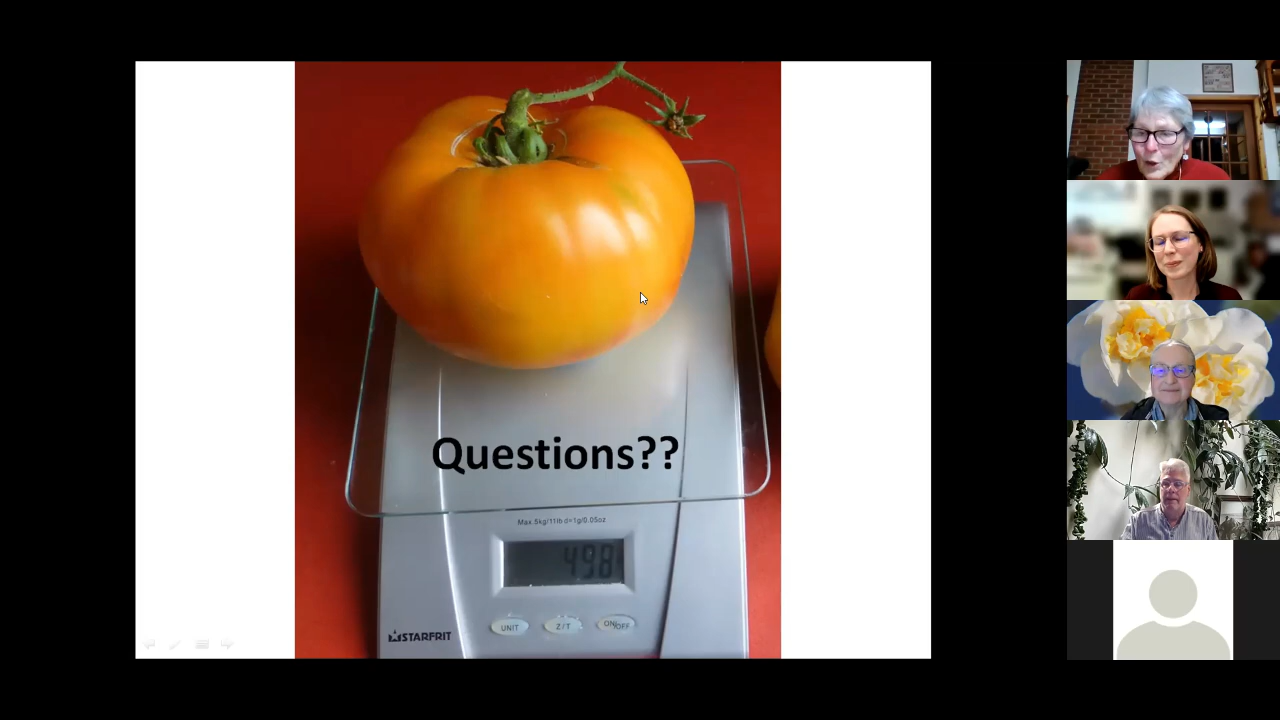 Questions??
Max.5kg/11lb d=1g/0.05oz
498
UNIT
Z/T
ON/OFF
STARFRIT